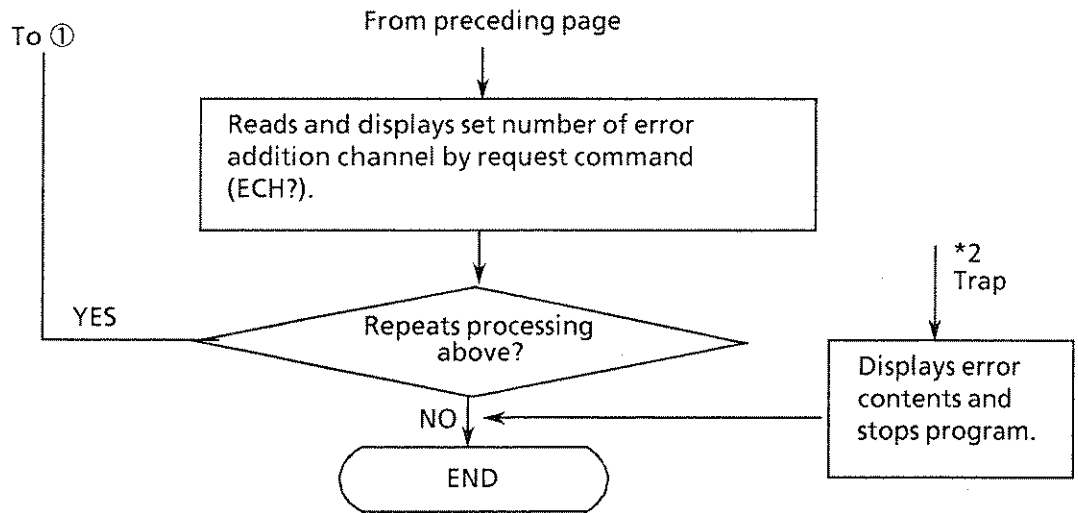 To ①
From preceding page
Reads and displays set number of error
addition channel by request command
(ECH?).
*2
Trap
YES
Repeats processing
above?
Displays error
contents and
stops program.
NO
END